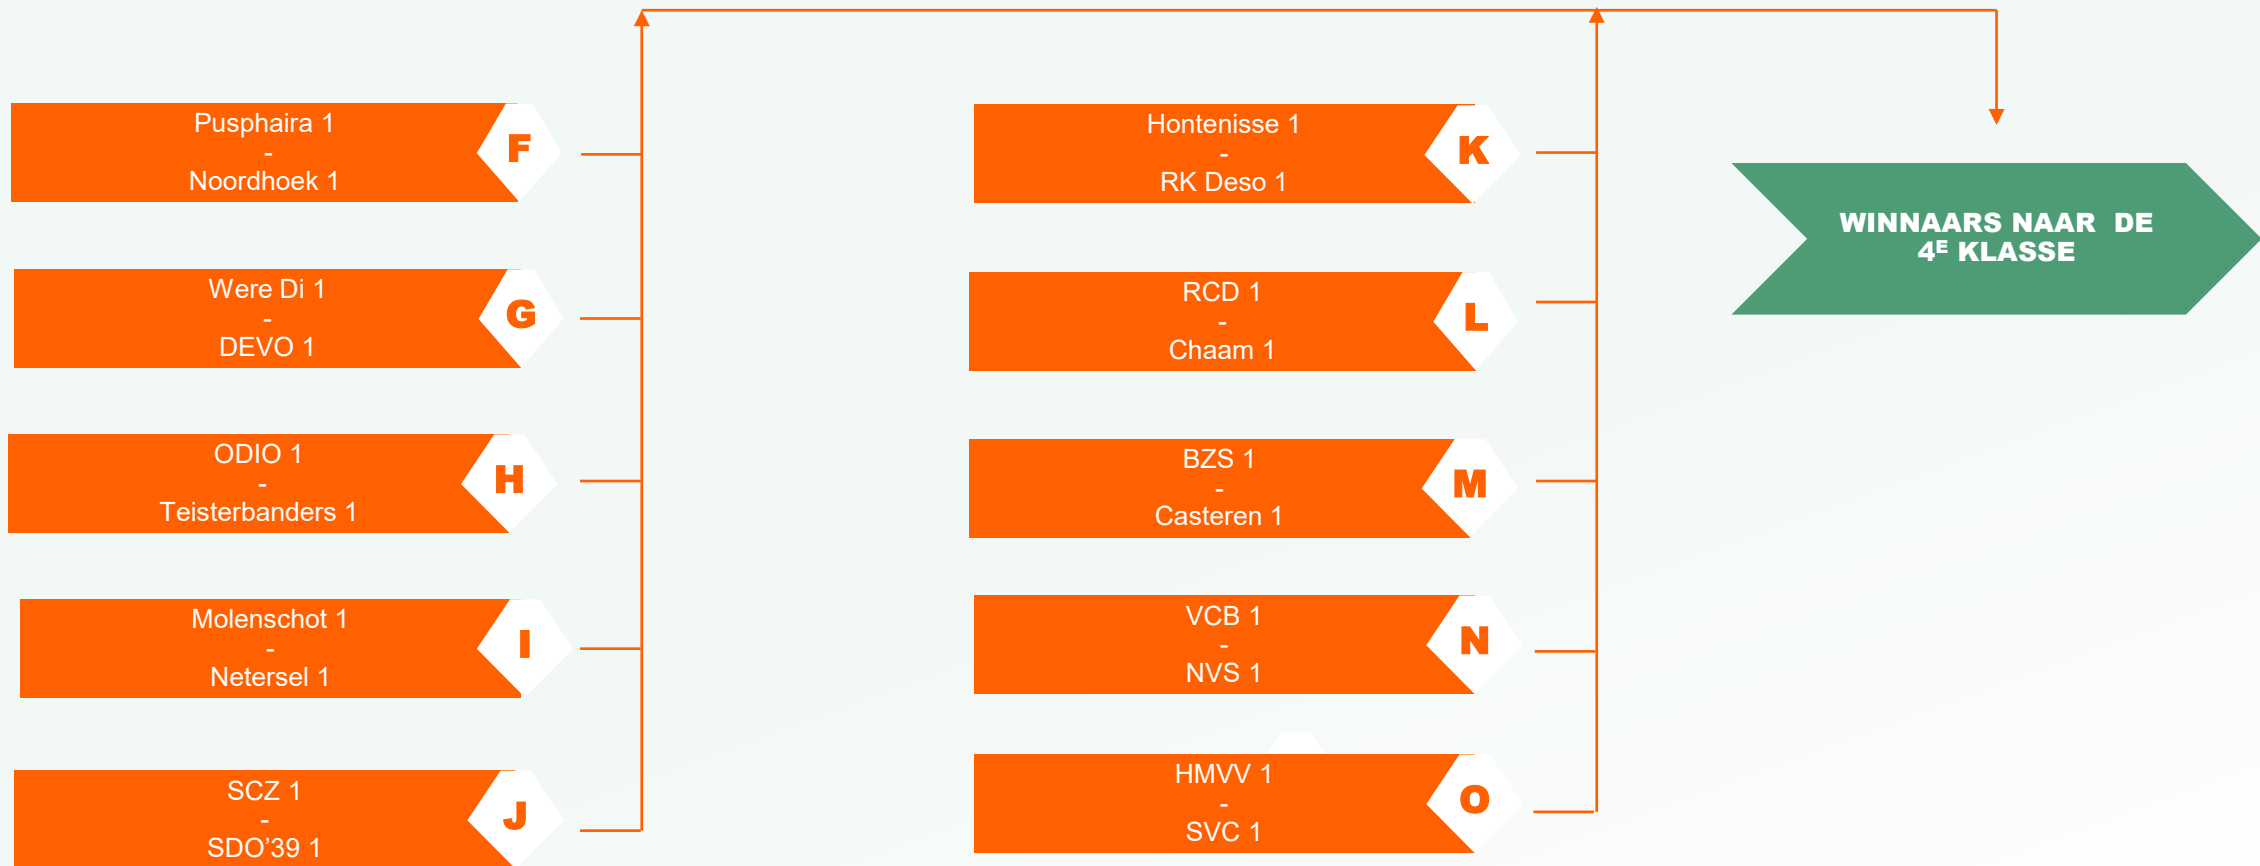 Pusphaira 1
-
Noordhoek 1
F
Were Di 1
-
DEVO 1
G
ODIO 1
-
Teisterbanders 1
H
Molenschot 1
-
Netersel 1
I
SCZ 1
-
SDO’39 1
J
Hontenisse 1
-
RK Deso 1
K
RCD 1
-
Chaam 1
L
BZS 1
-
Casteren 1
M
VCB 1
-
NVS 1
N
HMVV 1
-
SVC 1
O
WINNAARS NAAR DE
4E KLASSE